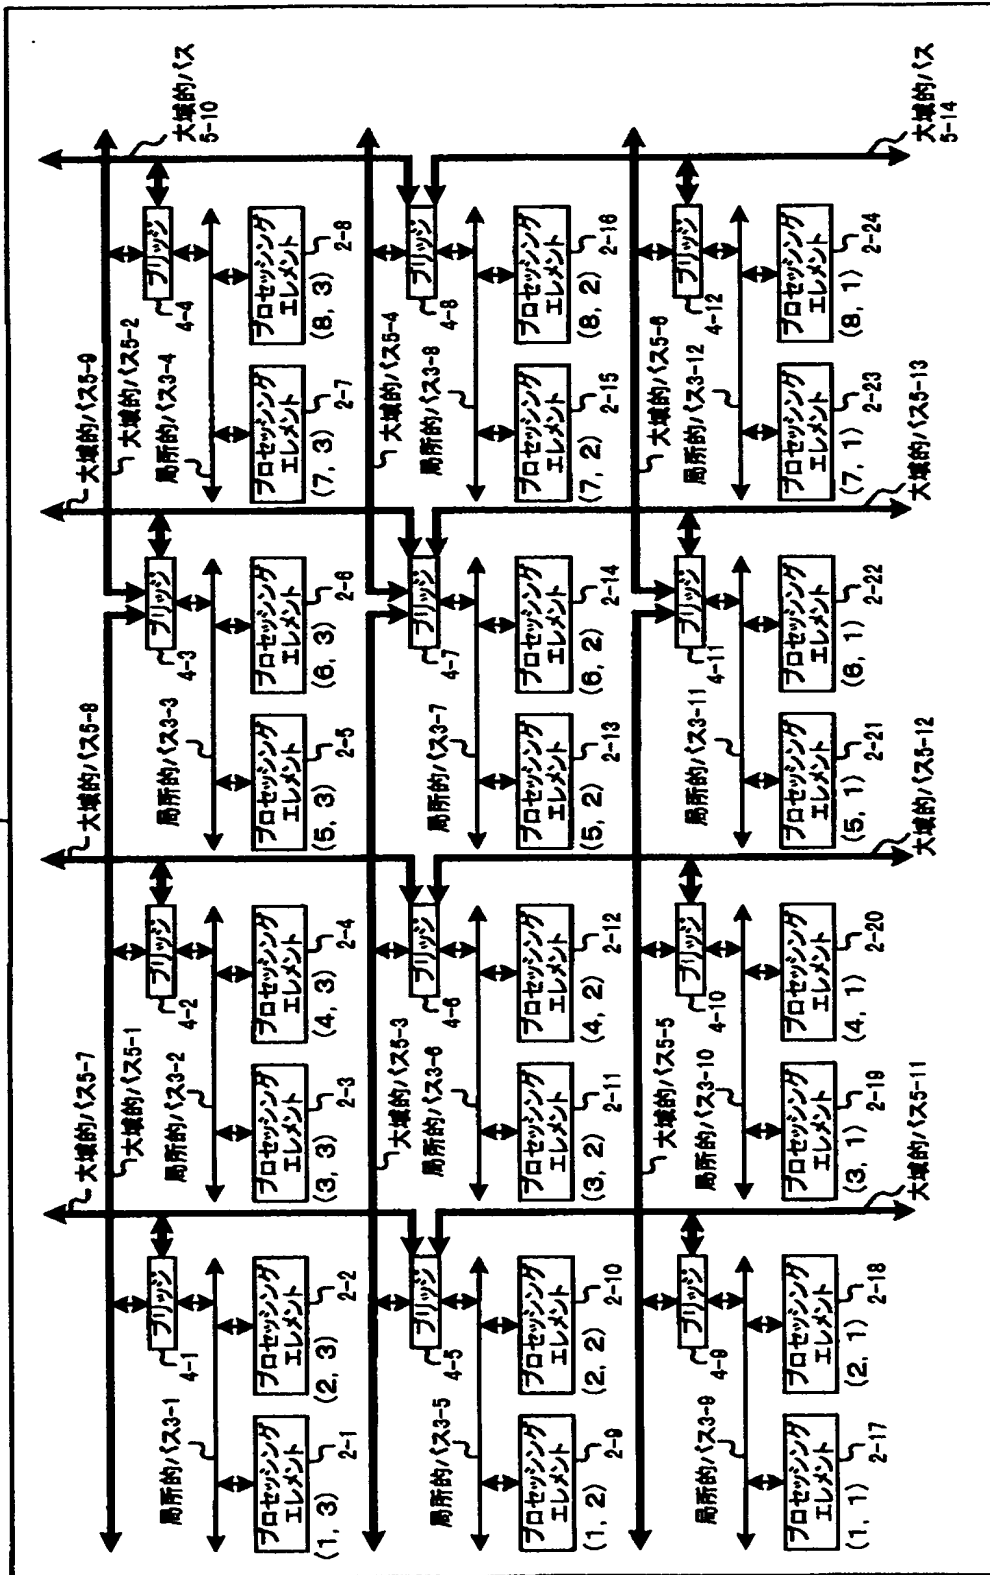 大域的バス5-7
大域的バス5-8
大域的バス5-9
大域的バス
5-10
大域的バス5-1
大域的バス5-2
局所的バス3-1
4-1
ブリッジ
局所的バス3-2
4-2
ブリッジ
局所的バス3-3
4-3
ブリッジ
局所的バス3-4
4-4
ブリッジ
プロセッシング
エレメント
(1, 3)
2-1
プロセッシング
エレメント
(2, 3)
2-2
プロセッシング
エレメント
(3, 3)
2-3
プロセッシング
エレメント
(4, 3)
2-4
プロセッシング
エレメント
(5, 3)
2-5
プロセッシング
エレメント
(6, 3)
2-6
プロセッシング
エレメント
(7, 3)
2-7
プロセッシング
エレメント
(8, 3)
2-8
大域的バス5-3
大域的バス5-4
局所的バス3-5
4-5
ブリッジ
局所的バス3-6
4-6
ブリッジ
局所的バス3-7
4-7
ブリッジ
局所的バス3-8
4-8
ブリッジ
プロセッシング
エレメント
(1, 2)
2-9
プロセッシング
エレメント
(2, 2)
2-10
プロセッシング
エレメント
(3, 2)
2-11
プロセッシング
エレメント
(4, 2)
2-12
プロセッシング
エレメント
(5, 2)
2-13
プロセッシング
エレメント
(6, 2)
2-14
プロセッシング
エレメント
(7, 2)
2-15
プロセッシング
エレメント
(8, 2)
2-16
大域的バス5-5
大域的バス5-6
局所的バス3-9
4-9
ブリッジ
局所的バス3-10
4-10
ブリッジ
局所的バス3-11
4-11
ブリッジ
局所的バス3-12
4-12
ブリッジ
プロセッシング
エレメント
(1, 1)
2-17
プロセッシング
エレメント
(2, 1)
2-18
プロセッシング
エレメント
(3, 1)
2-19
プロセッシング
エレメント
(4, 1)
2-20
プロセッシング
エレメント
(5, 1)
2-21
プロセッシング
エレメント
(6, 1)
2-22
プロセッシング
エレメント
(7, 1)
2-23
プロセッシング
エレメント
(8, 1)
2-24
大域的バス5-11
大域的バス5-12
大域的バス5-13
大域的バス
5-14